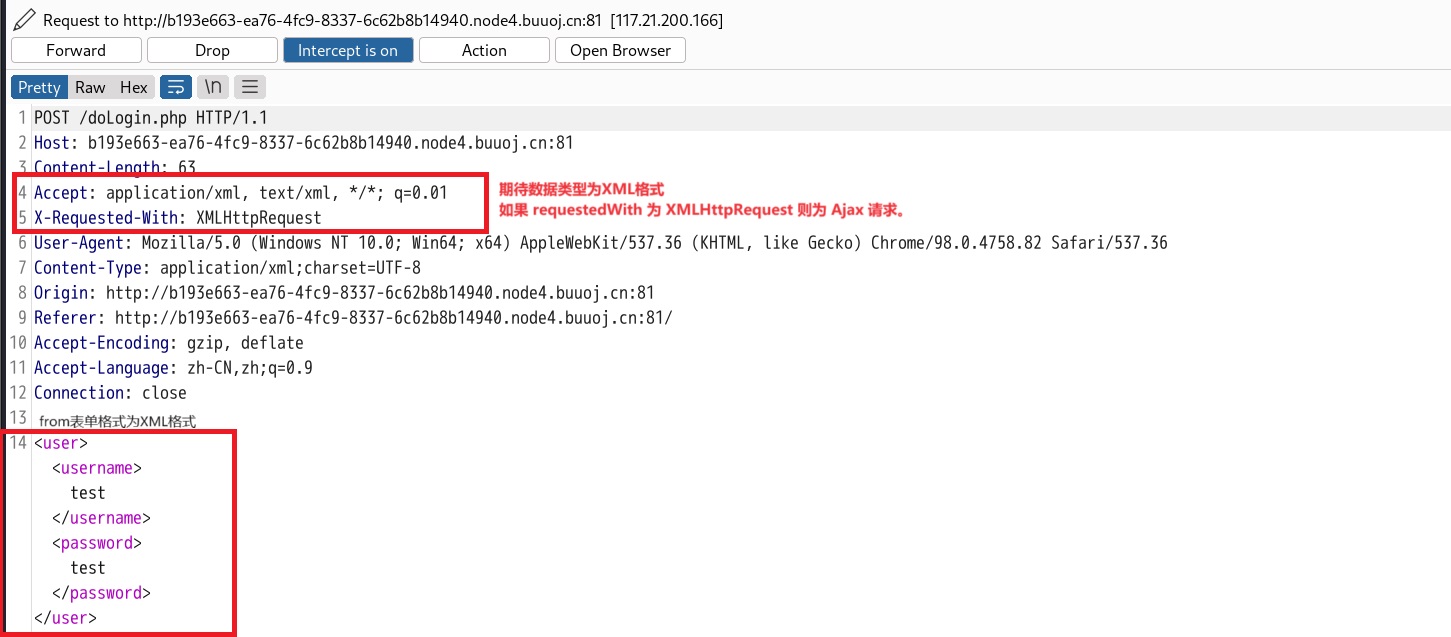 Request to http://b193e663-ea76-4fc9-8337-6c62b8b14940.node4.buuoj.cn:81 [117.21.200.166]
Forward Drop Intercept is on Action Open Browser
Pretty Raw Hex \n
1 POST /doLogin.php HTTP/1.1
2 Host: b193e663-ea76-4fc9-8337-6c62b8b14940.node4.buuoj.cn:81
3 Content-Length: 63
4 Accept: application/xml, text/xml, */*; q=0.01
期待数据类型为XML格式
5 X-Requested-With: XMLHttpRequest
如果 requestedWith 为 XMLHttpRequest 则为 Ajax 请求。
6 User-Agent: Mozilla/5.0 (Windows NT 10.0; Win64; x64) AppleWebKit/537.36 (KHTML, like Gecko) Chrome/98.0.4758.82 Safari/537.36
7 Content-Type: application/xml;charset=UTF-8
8 Origin: http://b193e663-ea76-4fc9-8337-6c62b8b14940.node4.buuoj.cn:81
9 Referer: http://b193e663-ea76-4fc9-8337-6c62b8b14940.node4.buuoj.cn:81/
10 Accept-Encoding: gzip, deflate
11 Accept-Language: zh-CN,zh;q=0.9
12 Connection: close
13 from表单格式为XML格式
14 <user>
<username>
test
</username>
<password>
test
</password>
</user>